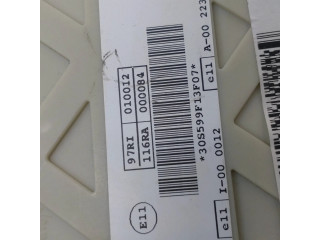 E11
97RI 010012
116RA 000084
*30S599F13F07*
e11 I-00 0012
e11 A-00 223